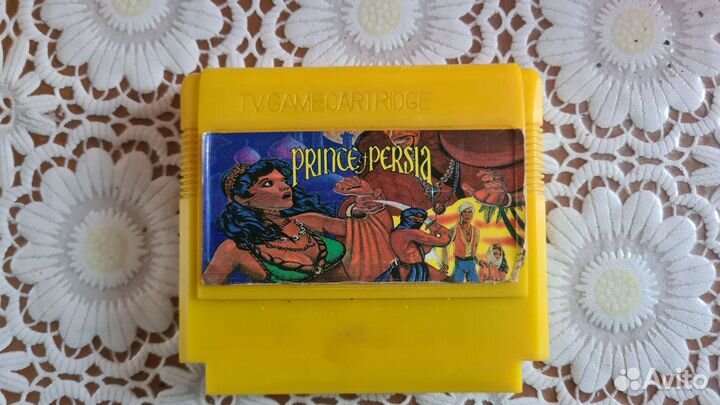 TV GAME CARTRIDGE
PRINCE of PERSIA
Avito